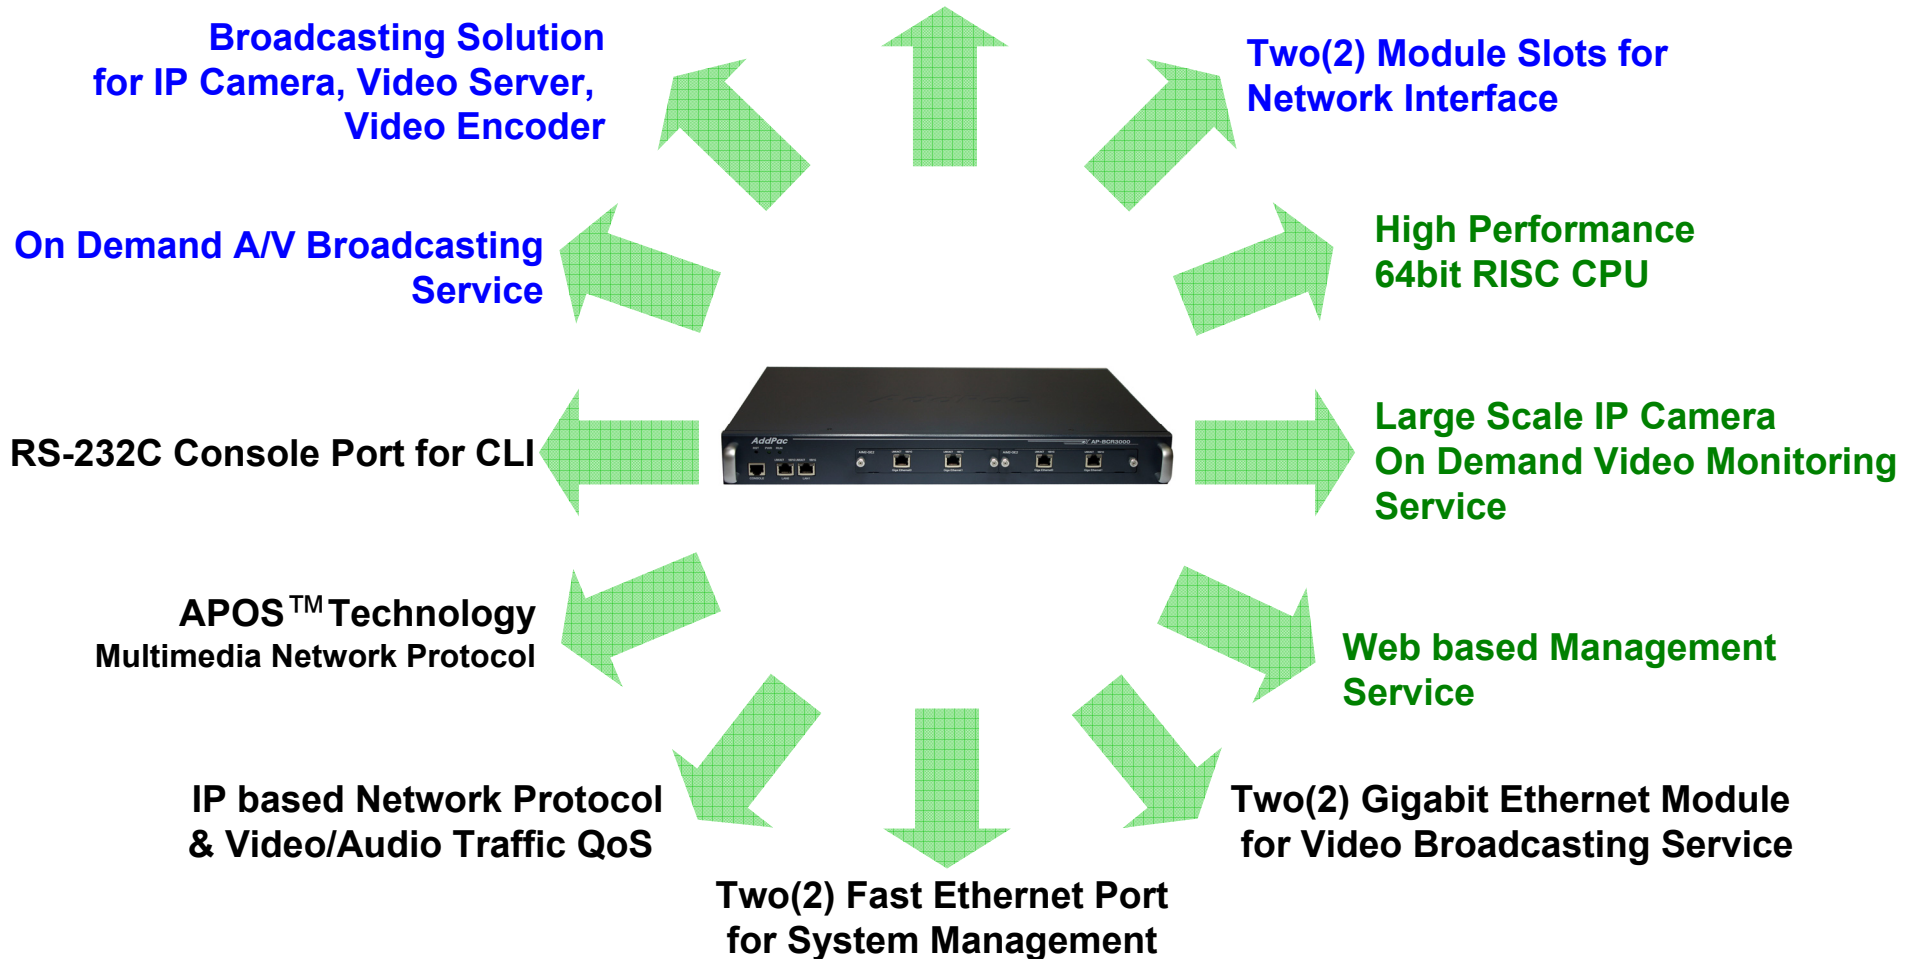 Broadcasting Solution
for IP Camera, Video Server,
Video Encoder
Two(2) Module Slots for
Network Interface
On Demand A/V Broadcasting
Service
High Performance
64bit RISC CPU
RS-232C Console Port for CLI
AddPac
AP-BCR3000
Large Scale IP Camera
On Demand Video Monitoring
Service
APOS™Technology
Multimedia Network Protocol
Web based Management
Service
IP based Network Protocol
& Video/Audio Traffic QoS
Two(2) Gigabit Ethernet Module
for Video Broadcasting Service
Two(2) Fast Ethernet Port
for System Management